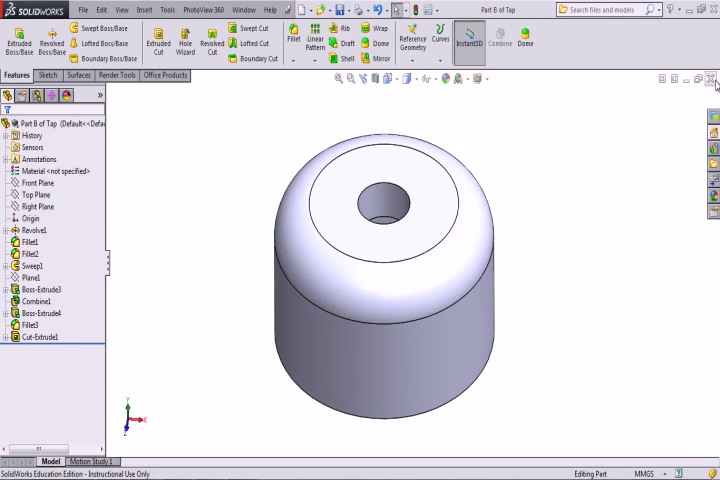 SOLIDWORKS File Edit View Insert Tools PhotoView 360 Window Help Part B of Tap Search files and models
Extruded Boss/Base
Revolved Boss/Base
Swept Boss/Base
Lofted Boss/Base
Boundary Boss/Base
Extruded Cut
Hole Wizard
Revolved Cut
Swept Cut
Lofted Cut
Boundary Cut
Fillet
Linear Pattern
Rib
Draft
Shell
Wrap
Dome
Mirror
Reference Geometry
Curves
Instant3D
Combine
Dome
Features Sketch Surfaces Render Tools Office Products
Part B of Tap (Default<<Defau
History
Sensors
Annotations
Material <not specified>
Front Plane
Top Plane
Right Plane
Origin
Revolve1
Fillet1
Fillet2
Sweep1
Plane1
Boss-Extrude3
Combine1
Boss-Extrude4
Fillet3
Cut-Extrude1
Y
X
Z
Model Motion Study 1
SolidWorks Education Edition - Instructional Use Only Editing Part MMGS